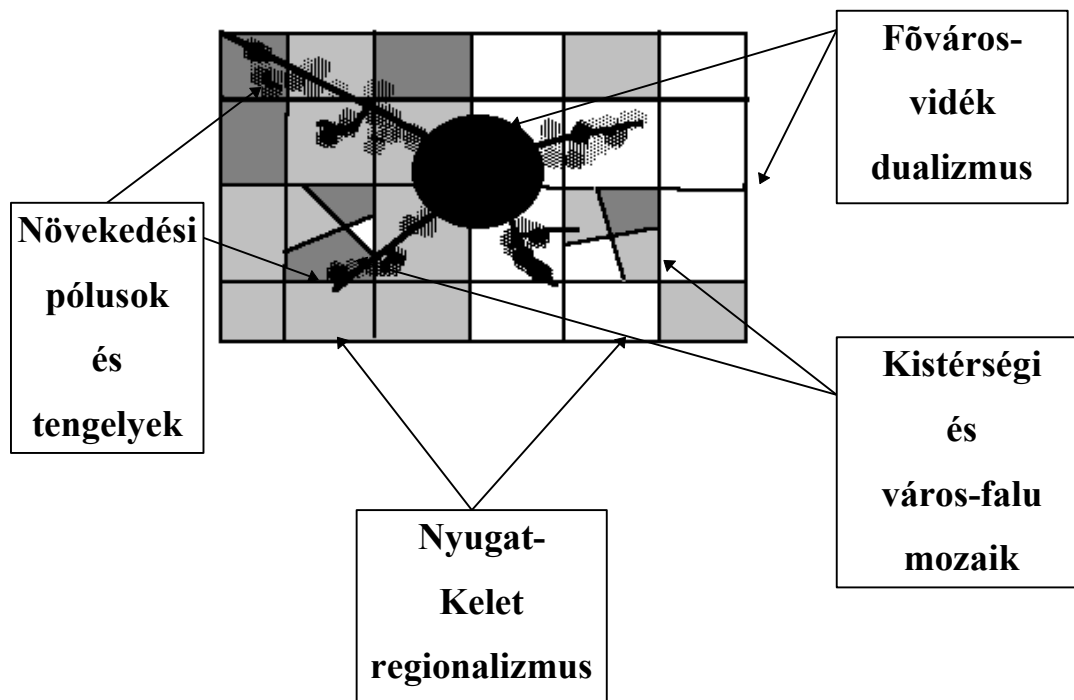 Fõváros-
vidék
dualizmus
Növekedési
pólusok
és
tengelyek
Kistérségi
és
város-falu
mozaik
Nyugat-
Kelet
regionalizmus